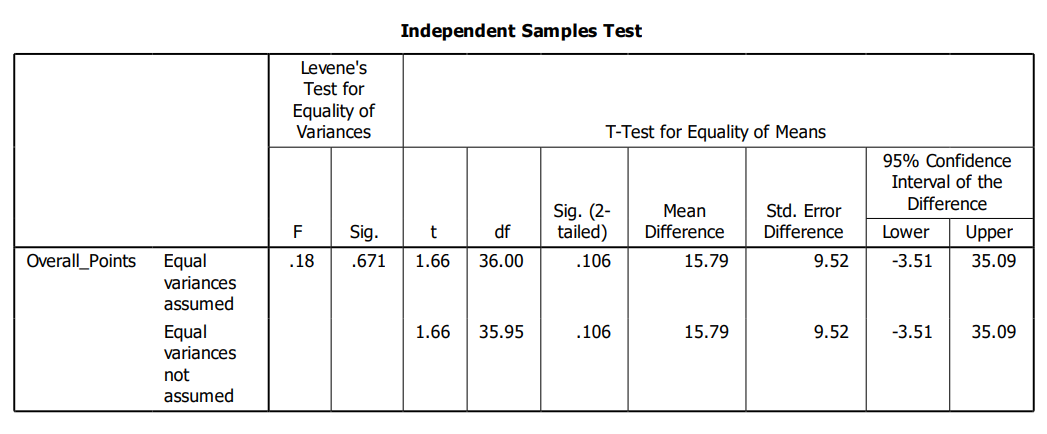 Independent Samples Test
Levene's
Test for
Equality of
Variances
T-Test for Equality of Means
F
Sig.
t
df
Sig. (2-
tailed)
Mean
Difference
Std. Error
Difference
95% Confidence
Interval of the
Difference
Lower
Upper
Overall_Points
Equal
variances
assumed
.18
.671
1.66
36.00
.106
15.79
9.52
-3.51
35.09
Equal
variances
not
assumed
1.66
35.95
.106
15.79
9.52
-3.51
35.09